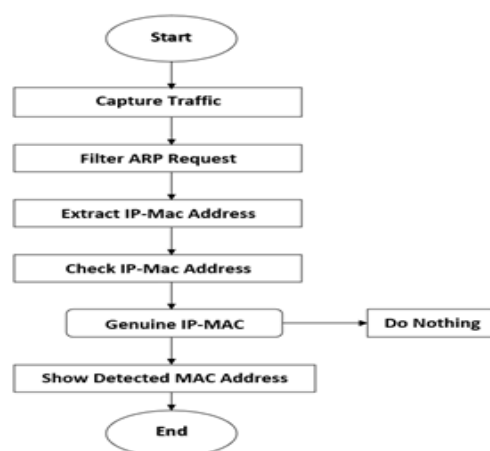 Start
Capture Traffic
Filter ARP Request
Extract IP-Mac Address
Check IP-Mac Address
Genuine IP-MAC
Do Nothing
Show Detected MAC Address
End